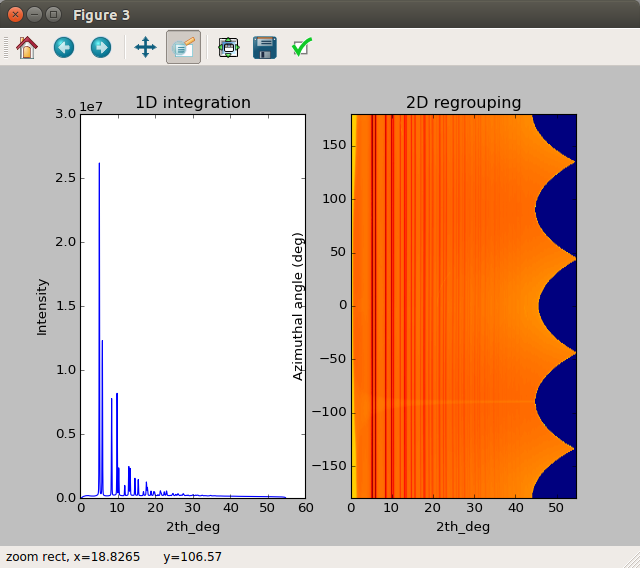 Figure 3
1D integration
2D regrouping
1e7
3.0
2.5
2.0
1.5
1.0
0.5
0.0
Intensity
0 10 20 30 40 50 60
2th_deg
150
100
50
0
−50
−100
−150
Azimuthal angle (deg)
0 10 20 30 40 50
2th_deg
zoom rect, x=18.8265 y=106.57